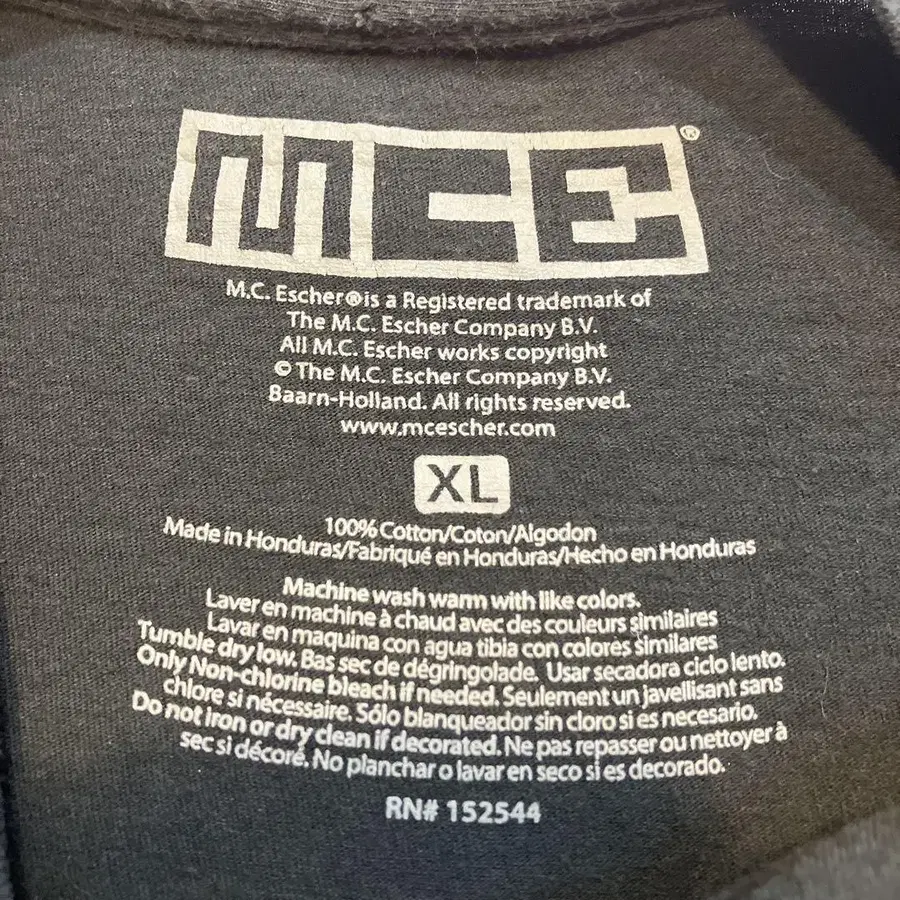 MCE®
M.C. Escher®is a Registered trademark of
The M.C. Escher Company B.V.
All M.C. Escher works copyright
© The M.C. Escher Company B.V.
Baarn-Holland. All rights reserved.
www.mcescher.com
XL
100% Cotton/Coton/Algodon
Made in Honduras/Fabriqué en Honduras/Hecho en Honduras
Machine wash warm with like colors.
Laver en machine à chaud avec des couleurs similaires
Lavar en maquina con agua tibia con colores similares
Tumble dry low. Bas sec de dégringolade. Usar secadora ciclo lento.
Only Non-chlorine bleach if needed. Seulement un javellisant sans
chlore si nécessaire. Sólo blanqueador sin cloro si es necesario.
Do not iron or dry clean if decorated. Ne pas repasser ou nettoyer à
sec si décoré. No planchar o lavar en seco si es decorado.
RN# 152544